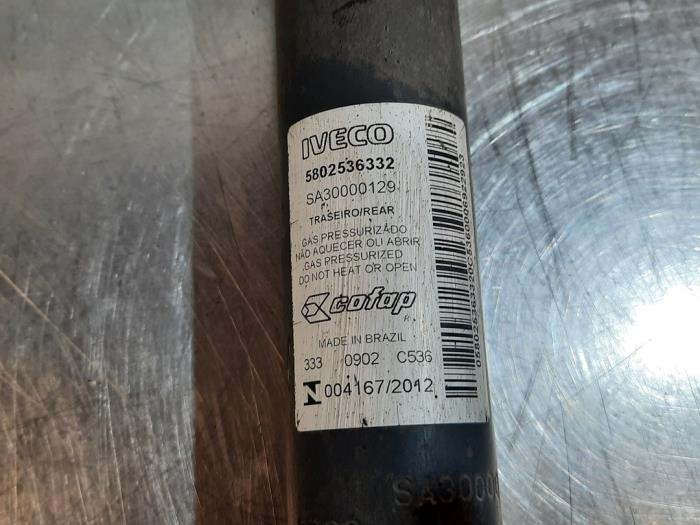 IVECO
5802536332
SA30000129
TRASEIRO/REAR
GAS PRESSURIZADO
NÃO AQUECER OU ABRIR
GAS PRESSURIZED
DO NOT HEAT OR OPEN
cofap
R
MADE IN BRAZIL
333 0902 C536
N 004167/2012
SA3000